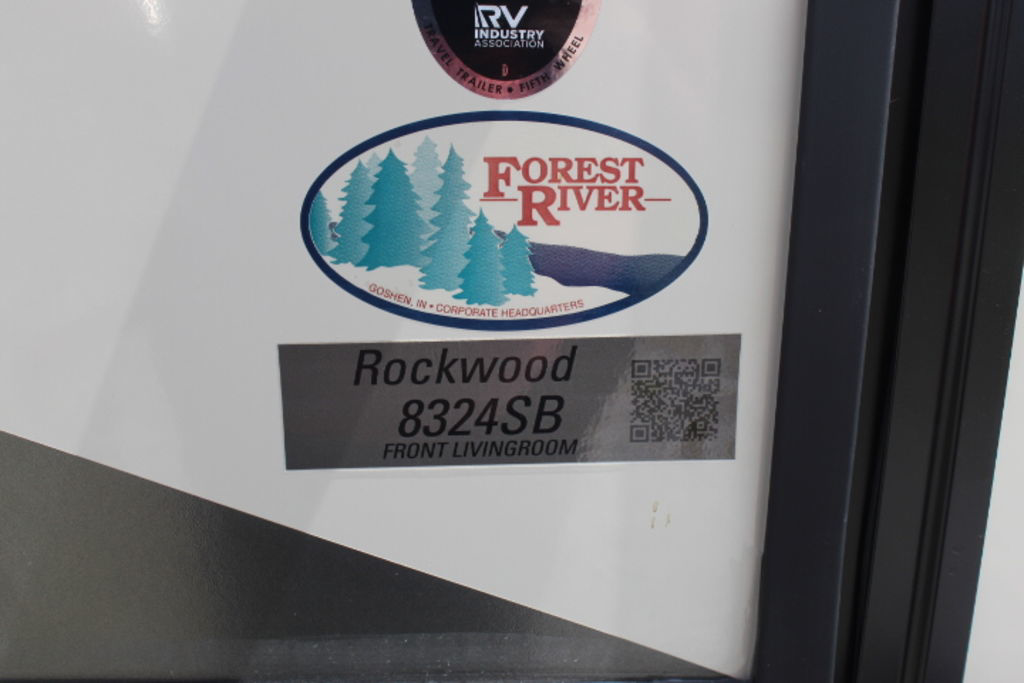 RV
INDUSTRY
ASSOCIATION
TRAVEL TRAILER • FIFTH WHEEL
FOREST
RIVER
GOSHEN, IN • CORPORATE HEADQUARTERS
Rockwood
8324SB
FRONT LIVINGROOM